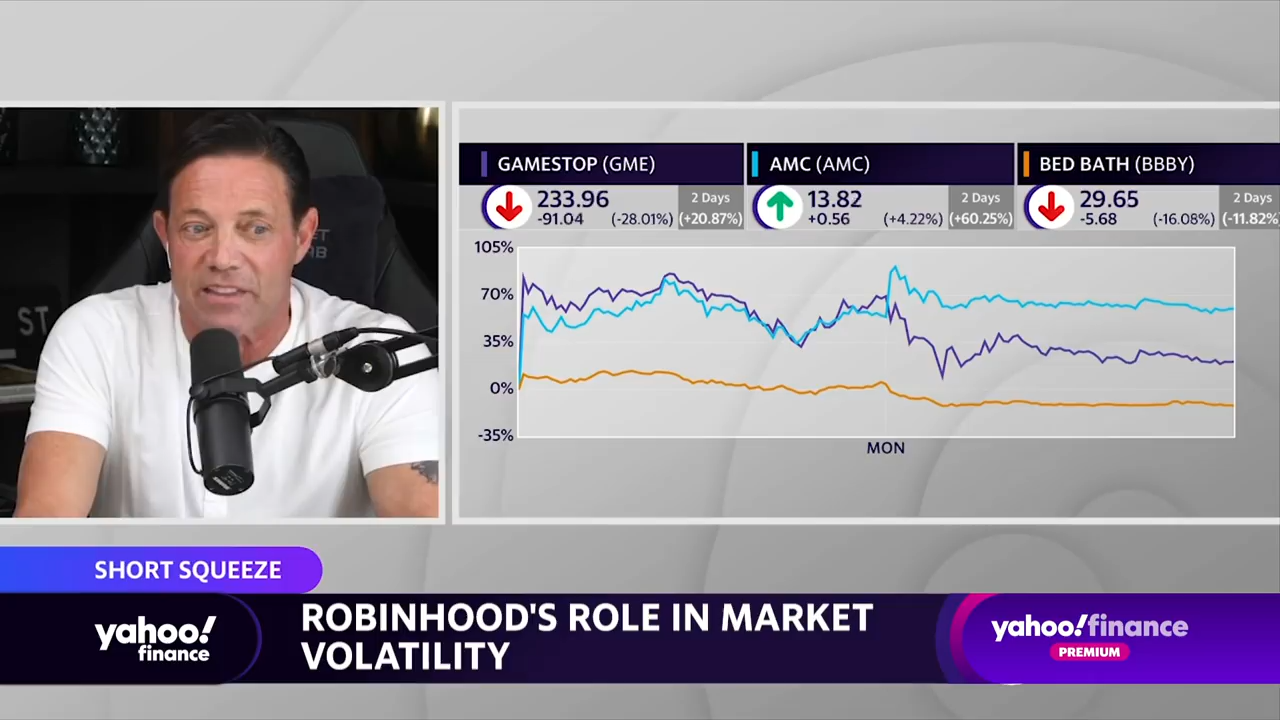 GAMESTOP (GME)
233.96
-91.04 (-28.01%)
2 Days
(+20.87%)
AMC (AMC)
13.82
+0.56 (+4.22%)
2 Days
(+60.25%)
BED BATH (BBBY)
29.65
-5.68 (-16.08%)
2 Days
(-11.82%
105%
70%
35%
0%
-35%
MON
ST
SHORT SQUEEZE
yahoo!
finance
ROBINHOOD'S ROLE IN MARKET
VOLATILITY
yahoo!finance
PREMIUM